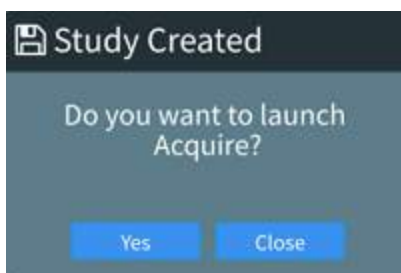 Study Created
Do you want to launch
Acquire?
Yes
Close